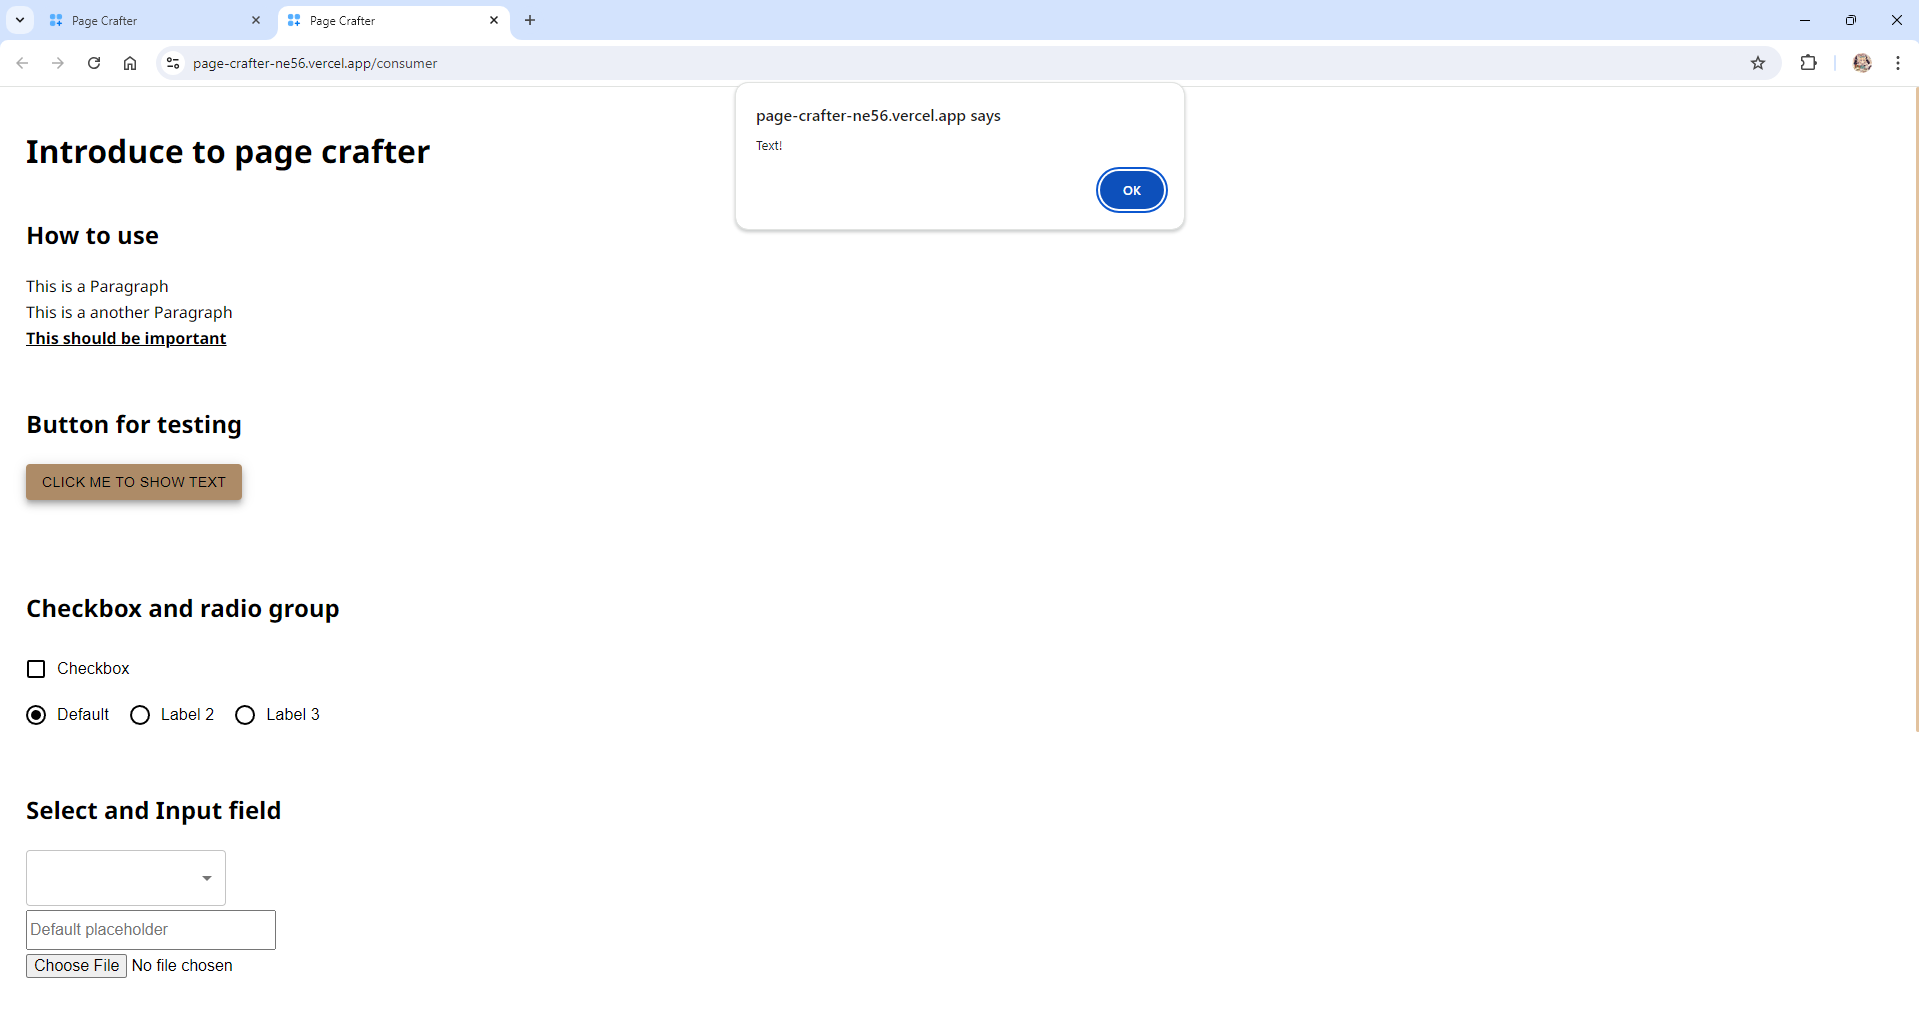 Page Crafter
Page Crafter
page-crafter-ne56.vercel.app/consumer
page-crafter-ne56.vercel.app says
Text!
OK
Introduce to page crafter
How to use
This is a Paragraph
This is a another Paragraph
This should be important
Button for testing
CLICK ME TO SHOW TEXT
Checkbox and radio group
Checkbox
Default Label 2 Label 3
Select and Input field
Default placeholder
Choose File No file chosen